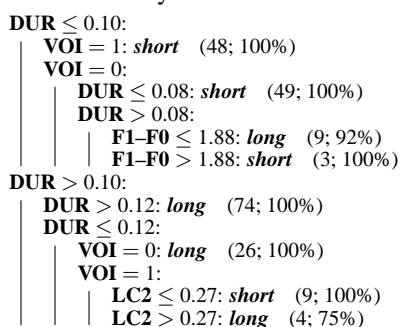 DUR ≤ 0.10:
VOI = 1: short (48; 100%)
VOI = 0:
DUR ≤ 0.08: short (49; 100%)
DUR > 0.08:
F1–F0 ≤ 1.88: long (9; 92%)
F1–F0 > 1.88: short (3; 100%)
DUR > 0.10:
DUR > 0.12: long (74; 100%)
DUR ≤ 0.12:
VOI = 0: long (26; 100%)
VOI = 1:
LC2 ≤ 0.27: short (9; 100%)
LC2 > 0.27: long (4; 75%)